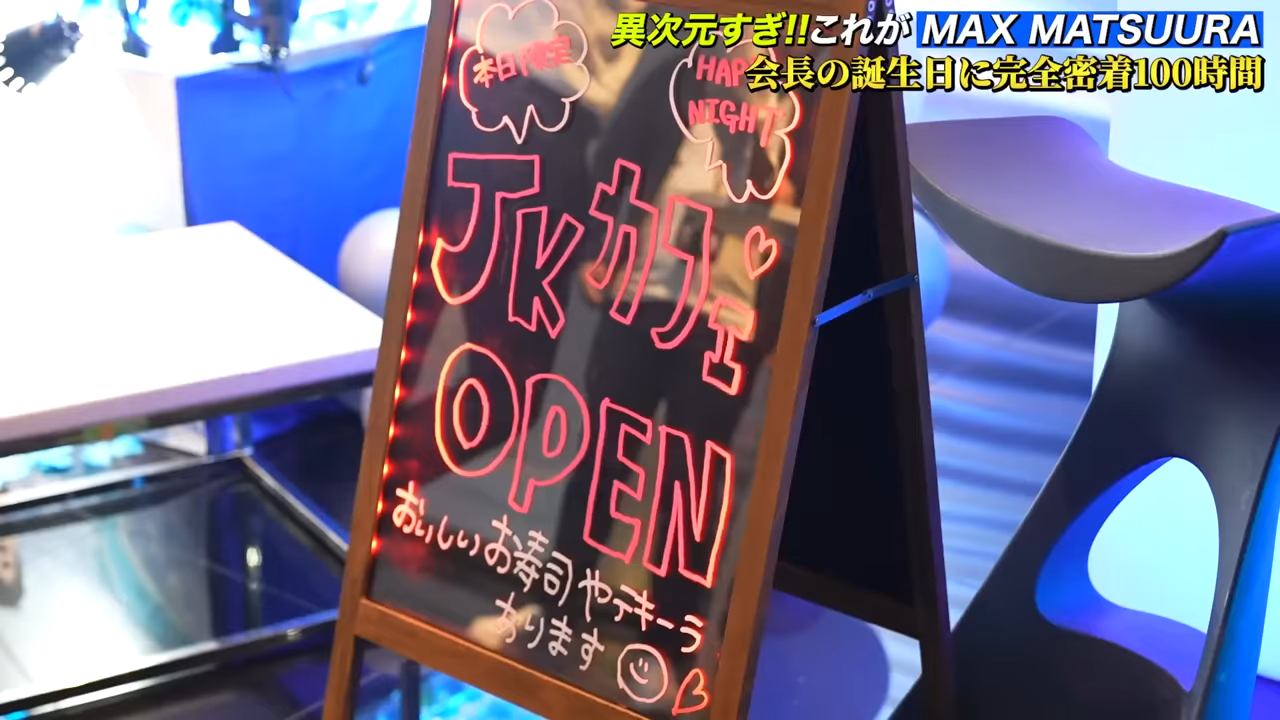 異次元すぎ!!これが MAX MATSUURA
会長の誕生日に完全密着100時間
本日限定
HAPPY
NIGHT
JKカフェ
OPEN
おいしいお寿司やテキーラ
あります